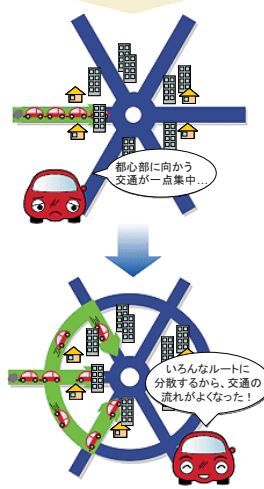 都心部に向かう
交通が一点集中…
いろんなルートに
分散するから、交通の
流れがよくなった！